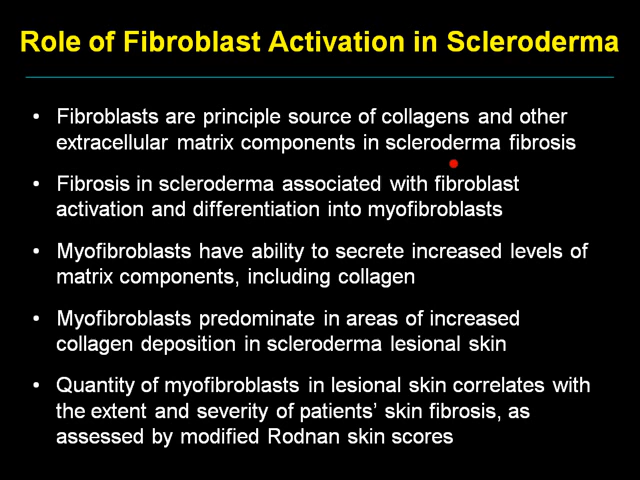 Role of Fibroblast Activation in Scleroderma
• Fibroblasts are principle source of collagens and other
extracellular matrix components in scleroderma fibrosis
• Fibrosis in scleroderma associated with fibroblast
activation and differentiation into myofibroblasts
• Myofibroblasts have ability to secrete increased levels of
matrix components, including collagen
• Myofibroblasts predominate in areas of increased
collagen deposition in scleroderma lesional skin
• Quantity of myofibroblasts in lesional skin correlates with
the extent and severity of patients’ skin fibrosis, as
assessed by modified Rodnan skin scores